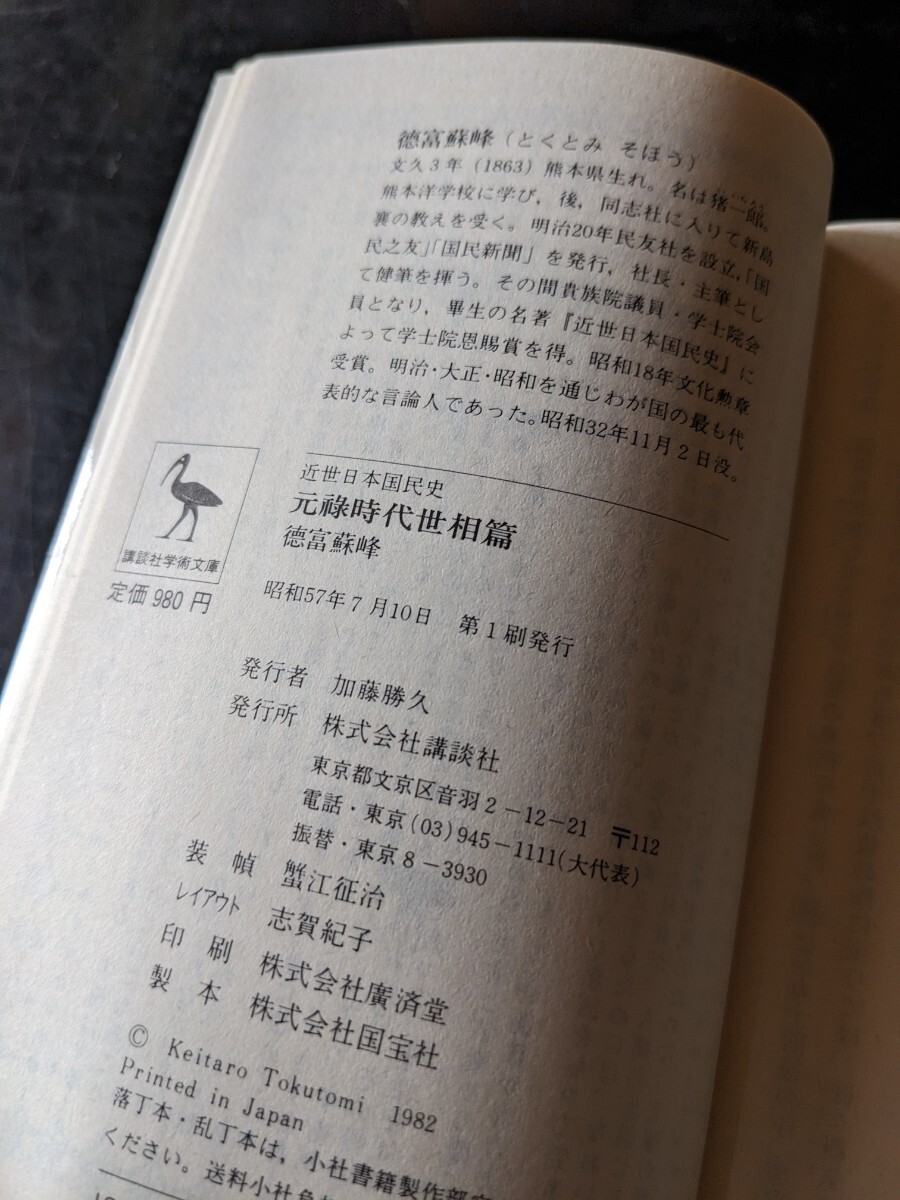 德富蘇峰（とくとみ そほう）
文久3年（1863）熊本県生れ。名は猪一郎。
熊本洋学校に学び，後，同志社に入りて新島
襄の教えを受く。明治20年民友社を設立，「国
民之友」「国民新聞」を発行，社長・主筆とし
て健筆を揮う。その間貴族院議員・学士院会
員となり，畢生の名著『近世日本国民史』に
よって学士院恩賜賞を得。昭和18年文化勲章
受賞。明治・大正・昭和を通じわが国の最も代
表的な言論人であった。昭和32年11月2日没。
近世日本国民史
元祿時代世相篇
德富蘇峰
講談社学術文庫
定価 980 円
昭和57年7月10日 第1刷発行
発行者 加藤勝久
発行所 株式会社講談社
東京都文京区音羽2-12-21 〒112
電話・東京(03)945-1111(大代表)
振替・東京8-3930
装幀 蟹江征治
レイアウト 志賀紀子
印刷 株式会社廣済堂
製本 株式会社国宝社
© Keitaro Tokutomi 1982
Printed in Japan
落丁本・乱丁本は，小社書籍製作部宛
ください。送料小社負担